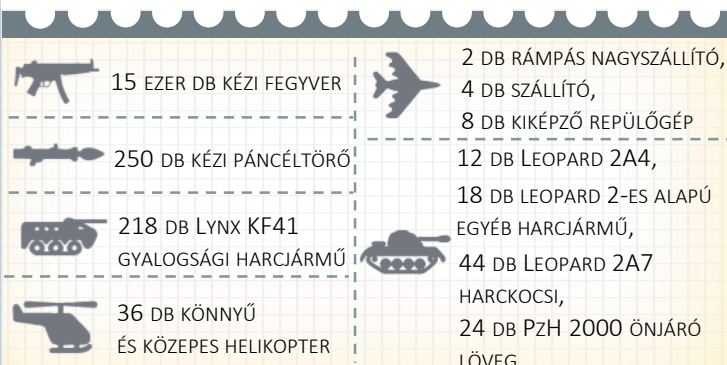 15 EZER DB KÉZI FEGYVER
250 DB KÉZI PÁNCÉLTÖRŐ
218 DB LYNX KF41
GYALOGSÁGI HARCJÁRMŰ
36 DB KÖNNYŰ
ÉS KÖZEPES HELIKOPTER
2 DB RÁMPÁS NAGYSZÁLLÍTÓ,
4 DB SZÁLLÍTÓ,
8 DB KIKÉPZŐ REPÜLŐGÉP
12 DB LEOPARD 2A4,
18 DB LEOPARD 2-ES ALAPÚ
EGYÉB HARCJÁRMŰ,
44 DB LEOPARD 2A7
HARCKOCSI,
24 DB PZH 2000 ÖNJÁRÓ
LÖVEG